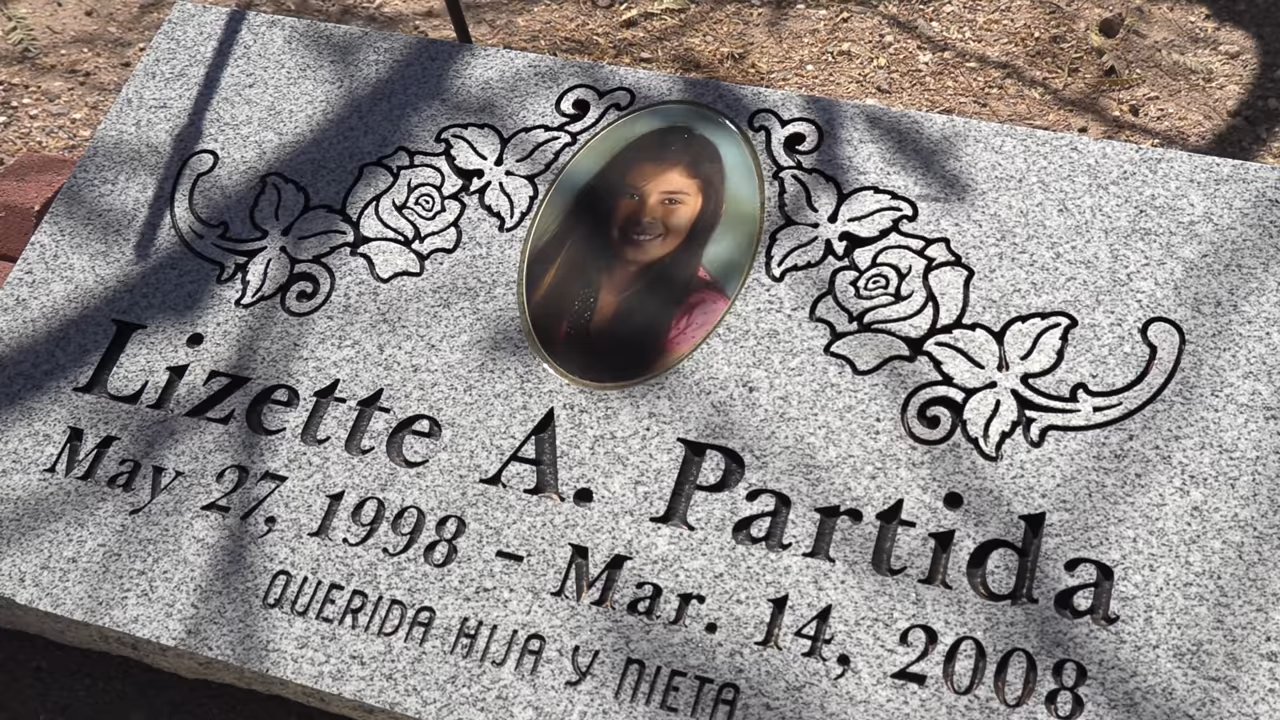 Lizette A. Partida
May 27, 1998 - Mar. 14, 2008
QUERIDA HIJA Y NIETA